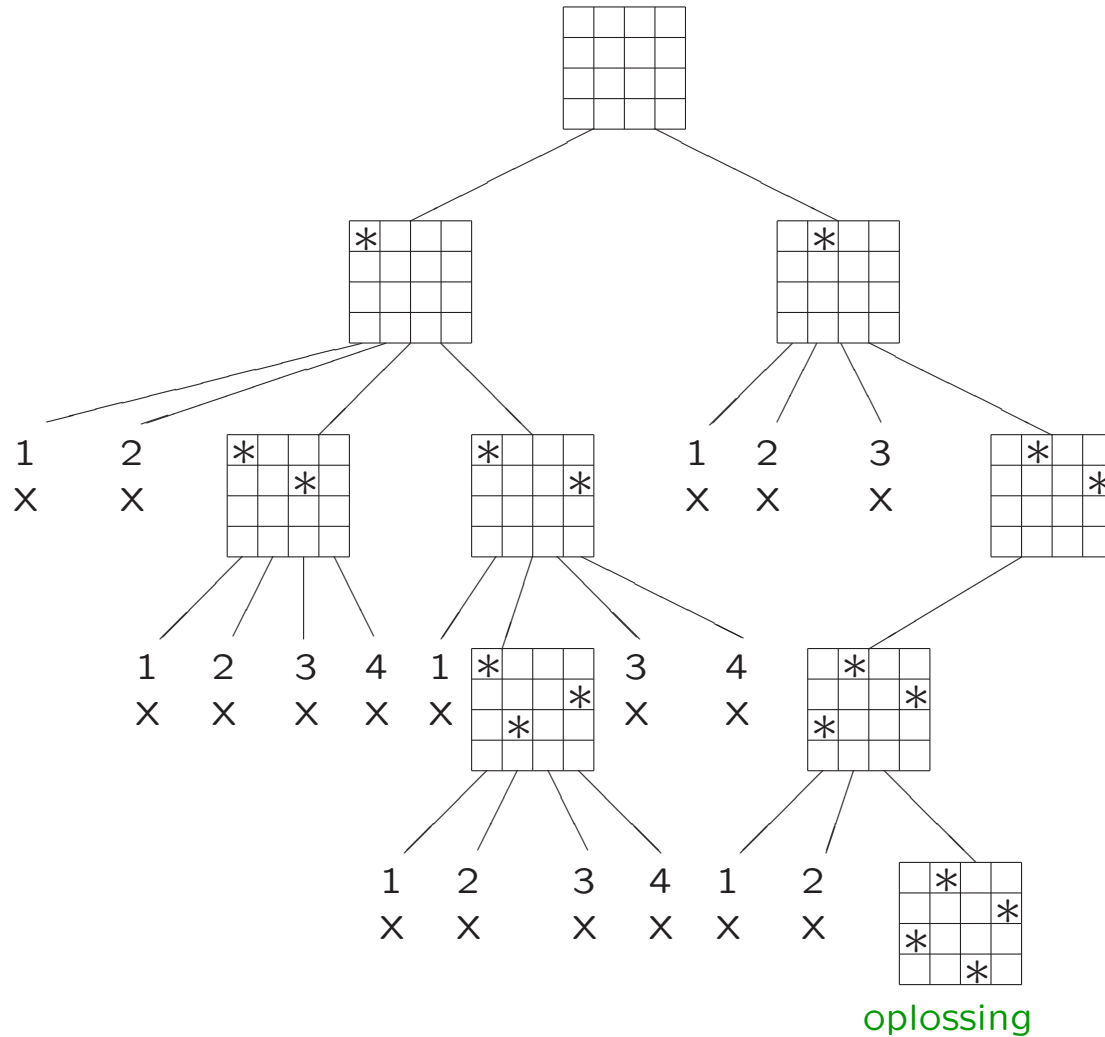 *
*
1 2 * * 1 2 3 *
X X * * X X X *
1 2 3 4 1 * 3 4 *
X X X X X * X X *
* *
1 2 3 4 1 2 *
X X X X X X *
*
*
oplossing